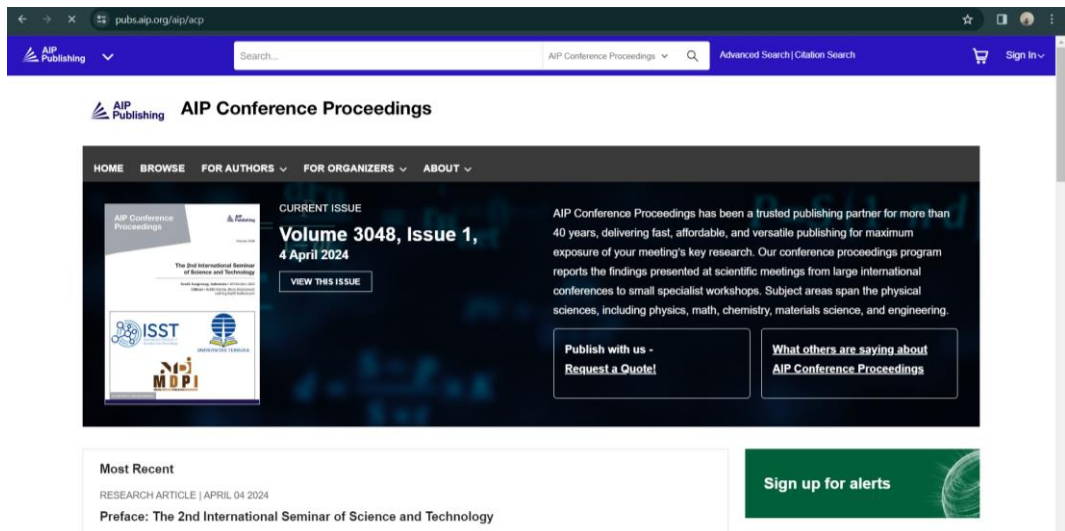 pubs.aip.org/aip/acp
AIP
Publishing
Search...
AIP Conference Proceedings
Advanced Search | Citation Search
Sign In
AIP
Publishing
AIP Conference Proceedings
HOME BROWSE FOR AUTHORS FOR ORGANIZERS ABOUT
AIP Conference
Proceedings
AIP
Publishing
The 2nd International Seminar
of Science and Technology
ISST
UNIVERSITAS TERBUKA
MDPI
CURRENT ISSUE
Volume 3048, Issue 1,
4 April 2024
VIEW THIS ISSUE
AIP Conference Proceedings has been a trusted publishing partner for more than
40 years, delivering fast, affordable, and versatile publishing for maximum
exposure of your meeting's key research. Our conference proceedings program
reports the findings presented at scientific meetings from large international
conferences to small specialist workshops. Subject areas span the physical
sciences, including physics, math, chemistry, materials science, and engineering.
Publish with us -
Request a Quote!
What others are saying about
AIP Conference Proceedings
Most Recent
RESEARCH ARTICLE | APRIL 04 2024
Preface: The 2nd International Seminar of Science and Technology
Sign up for alerts